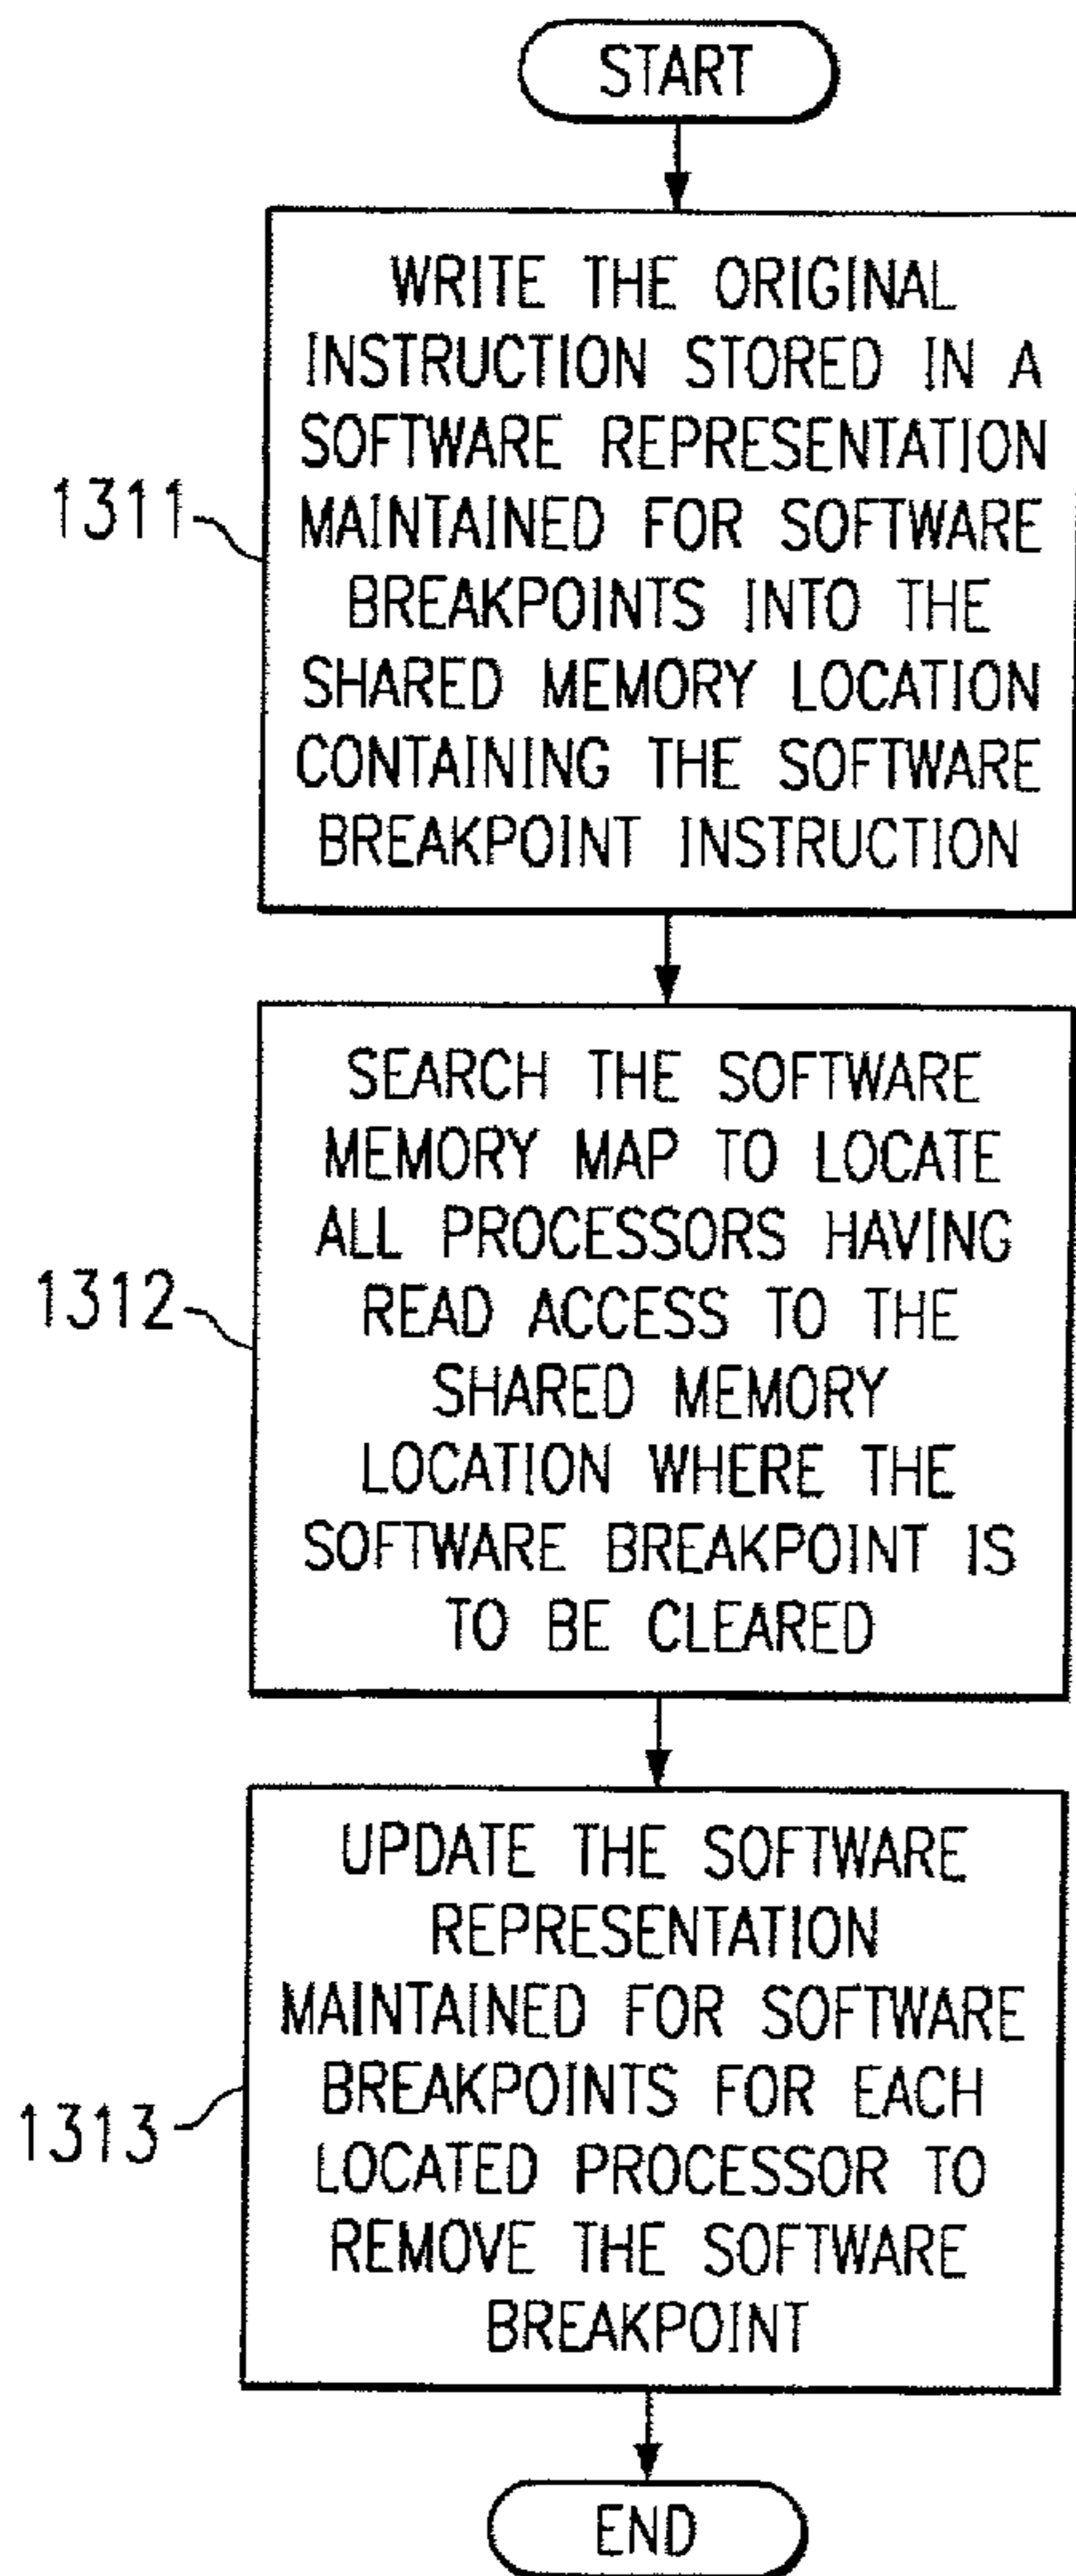 START
WRITE THE ORIGINAL
INSTRUCTION STORED IN A
SOFTWARE REPRESENTATION
MAINTAINED FOR SOFTWARE
BREAKPOINTS INTO THE
SHARED MEMORY LOCATION
CONTAINING THE SOFTWARE
BREAKPOINT INSTRUCTION
1311
SEARCH THE SOFTWARE
MEMORY MAP TO LOCATE
ALL PROCESSORS HAVING
READ ACCESS TO THE
SHARED MEMORY
LOCATION WHERE THE
SOFTWARE BREAKPOINT IS
TO BE CLEARED
1312
UPDATE THE SOFTWARE
REPRESENTATION
MAINTAINED FOR SOFTWARE
BREAKPOINTS FOR EACH
LOCATED PROCESSOR TO
REMOVE THE SOFTWARE
BREAKPOINT
1313
END